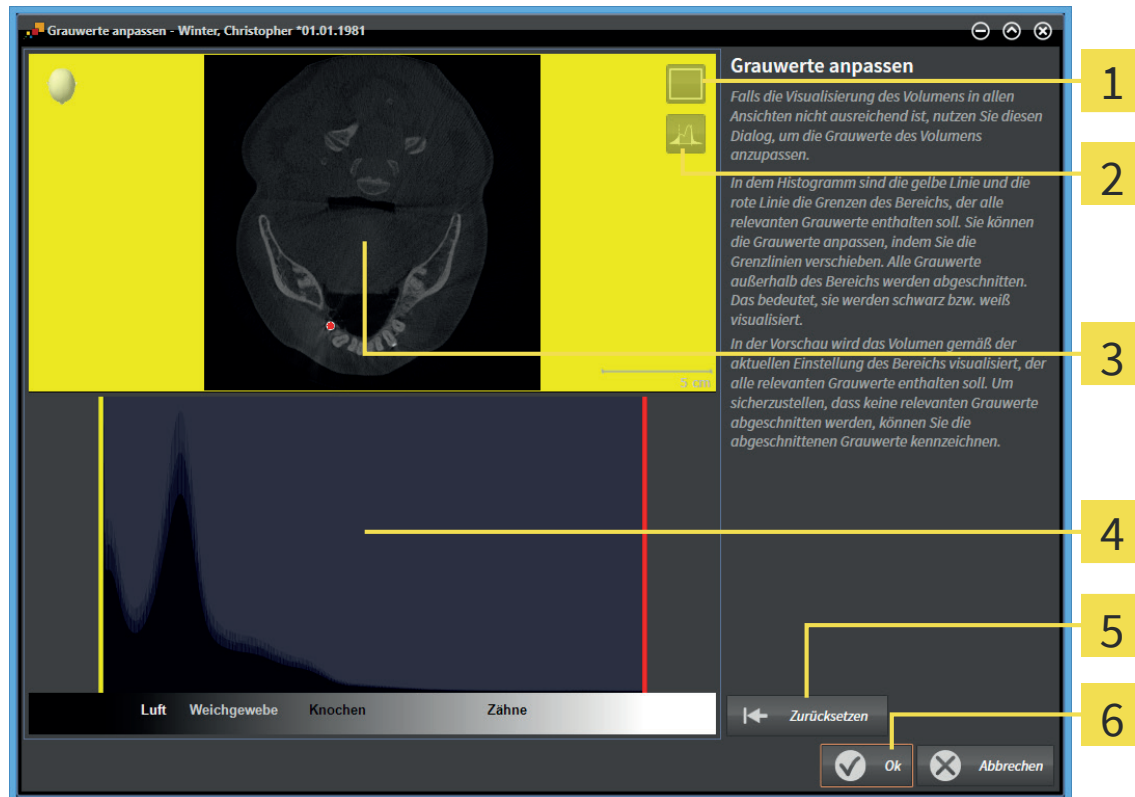 Grauwerte anpassen - Winter, Christopher *01.01.1981
Grauwerte anpassen
Falls die Visualisierung des Volumens in allen
Ansichten nicht ausreichend ist, nutzen Sie diesen
Dialog, um die Grauwerte des Volumens
anzupassen.
In dem Histogramm sind die gelbe Linie und die
rote Linie die Grenzen des Bereichs, der alle
relevanten Grauwerte enthalten soll. Sie können
die Grauwerte anpassen, indem Sie die
Grenzlinien verschieben. Alle Grauwerte
außerhalb des Bereichs werden abgeschnitten.
Das bedeutet, sie werden schwarz bzw. weiß
visualisiert.
In der Vorschau wird das Volumen gemäß der
aktuellen Einstellung des Bereichs visualisiert, der
alle relevanten Grauwerte enthalten soll. Um
sicherzustellen, dass keine relevanten Grauwerte
abgeschnitten werden, können Sie die
abgeschnittenen Grauwerte kennzeichnen.
5 cm
Luft Weichgewebe Knochen Zähne
Zurücksetzen
Ok Abbrechen
1
2
3
4
5
6